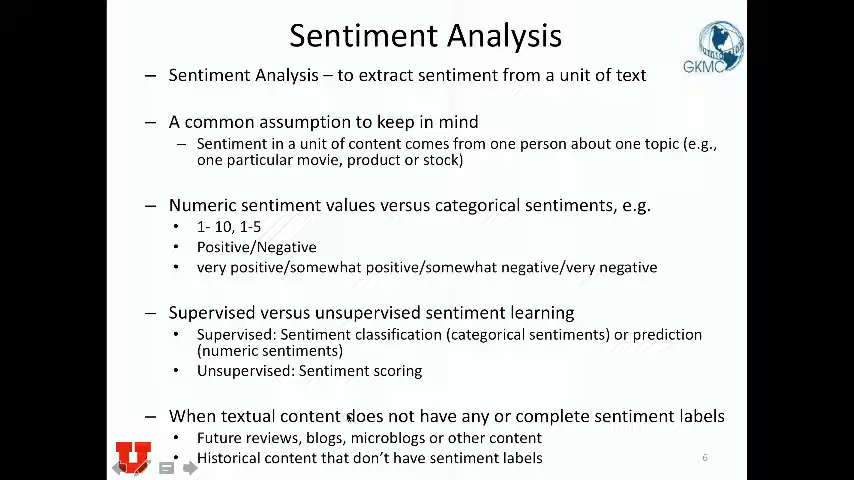 Sentiment Analysis
GKMC
– Sentiment Analysis – to extract sentiment from a unit of text
– A common assumption to keep in mind
– Sentiment in a unit of content comes from one person about one topic (e.g.,
one particular movie, product or stock)
– Numeric sentiment values versus categorical sentiments, e.g.
• 1- 10, 1-5
• Positive/Negative
• very positive/somewhat positive/somewhat negative/very negative
– Supervised versus unsupervised sentiment learning
• Supervised: Sentiment classification (categorical sentiments) or prediction
(numeric sentiments)
• Unsupervised: Sentiment scoring
– When textual content does not have any or complete sentiment labels
• Future reviews, blogs, microblogs or other content
• Historical content that don't have sentiment labels
U
6